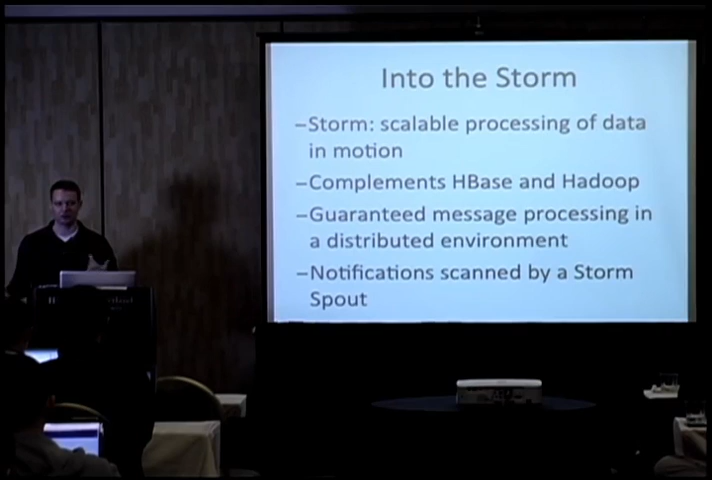 Into the Storm
–Storm: scalable processing of data
in motion
–Complements HBase and Hadoop
–Guaranteed message processing in
a distributed environment
–Notifications scanned by a Storm
Spout